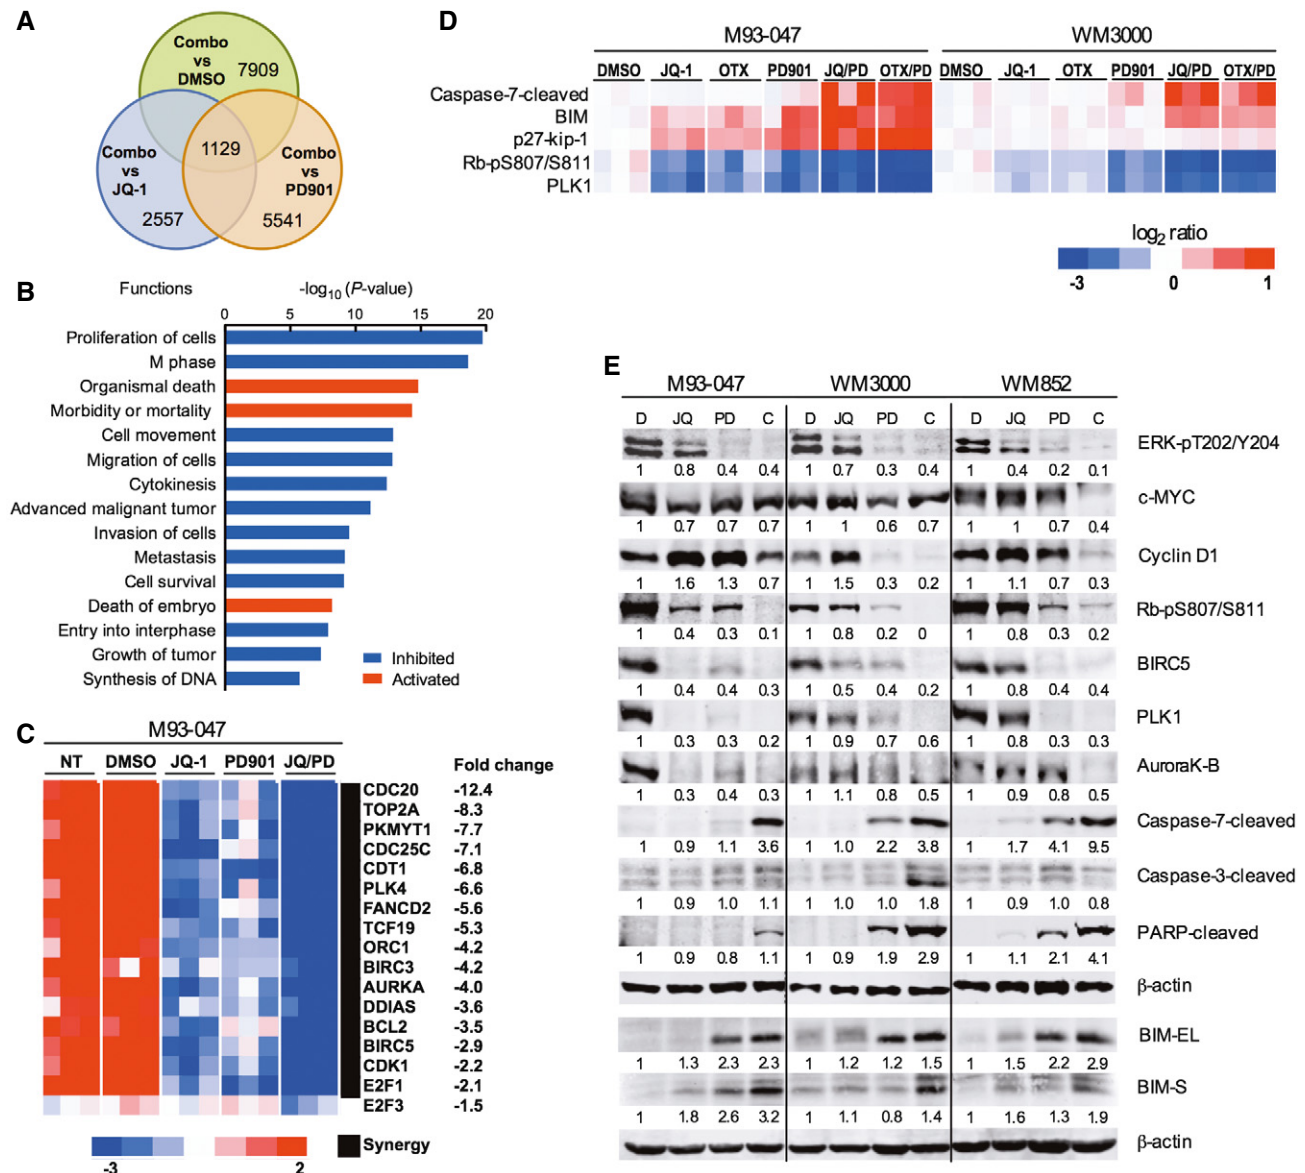 A
Combo
vs
DMSO
7909
1129
Combo
vs
JQ-1
2557
Combo
vs
PD901
5541
B
Functions
-log10 (P-value)
0 5 10 15 20
Proliferation of cells
M phase
Organismal death
Morbidity or mortality
Cell movement
Migration of cells
Cytokinesis
Advanced malignant tumor
Invasion of cells
Metastasis
Cell survival
Death of embryo
Entry into interphase
Growth of tumor
Synthesis of DNA
Inhibited
Activated
C
M93-047
NT DMSO JQ-1 PD901 JQ/PD
Fold change
CDC20 -12.4
TOP2A -8.3
PKMYT1 -7.7
CDC25C -7.1
CDT1 -6.8
PLK4 -6.6
FANCD2 -5.6
TCF19 -5.3
ORC1 -4.2
BIRC3 -4.2
AURKA -4.0
DDIAS -3.6
BCL2 -3.5
BIRC5 -2.9
CDK1 -2.2
E2F1 -2.1
E2F3 -1.5
-3 2
Synergy
D
M93-047 WM3000
DMSO JQ-1 OTX PD901 JQ/PD OTX/PD DMSO JQ-1 OTX PD901 JQ/PD OTX/PD
Caspase-7-cleaved
BIM
p27-kip-1
Rb-pS807/S811
PLK1
log2 ratio
-3 0 1
E
M93-047 WM3000 WM852
D JQ PD C D JQ PD C D JQ PD C
ERK-pT202/Y204
1 0.8 0.4 0.4 1 0.7 0.3 0.4 1 0.4 0.2 0.1
c-MYC
1 0.7 0.7 0.7 1 1 0.6 0.7 1 1 0.7 0.4
Cyclin D1
1 1.6 1.3 0.7 1 1.5 0.3 0.2 1 1.1 0.7 0.3
Rb-pS807/S811
1 0.4 0.3 0.1 1 0.8 0.2 0 1 0.8 0.3 0.2
BIRC5
1 0.4 0.4 0.3 1 0.5 0.4 0.2 1 0.8 0.4 0.4
PLK1
1 0.3 0.3 0.2 1 0.9 0.7 0.6 1 0.8 0.3 0.3
AuroraK-B
1 0.3 0.4 0.3 1 1.1 0.8 0.5 1 0.9 0.8 0.5
Caspase-7-cleaved
1 0.9 1.1 3.6 1 1.0 2.2 3.8 1 1.7 4.1 9.5
Caspase-3-cleaved
1 0.9 1.0 1.1 1 1.0 1.0 1.8 1 0.9 1.0 0.8
PARP-cleaved
1 0.9 0.8 1.1 1 0.9 1.9 2.9 1 1.1 2.1 4.1
β-actin
BIM-EL
1 1.3 2.3 2.3 1 1.2 1.2 1.5 1 1.5 2.2 2.9
BIM-S
1 1.8 2.6 3.2 1 1.1 0.8 1.4 1 1.6 1.3 1.9
β-actin